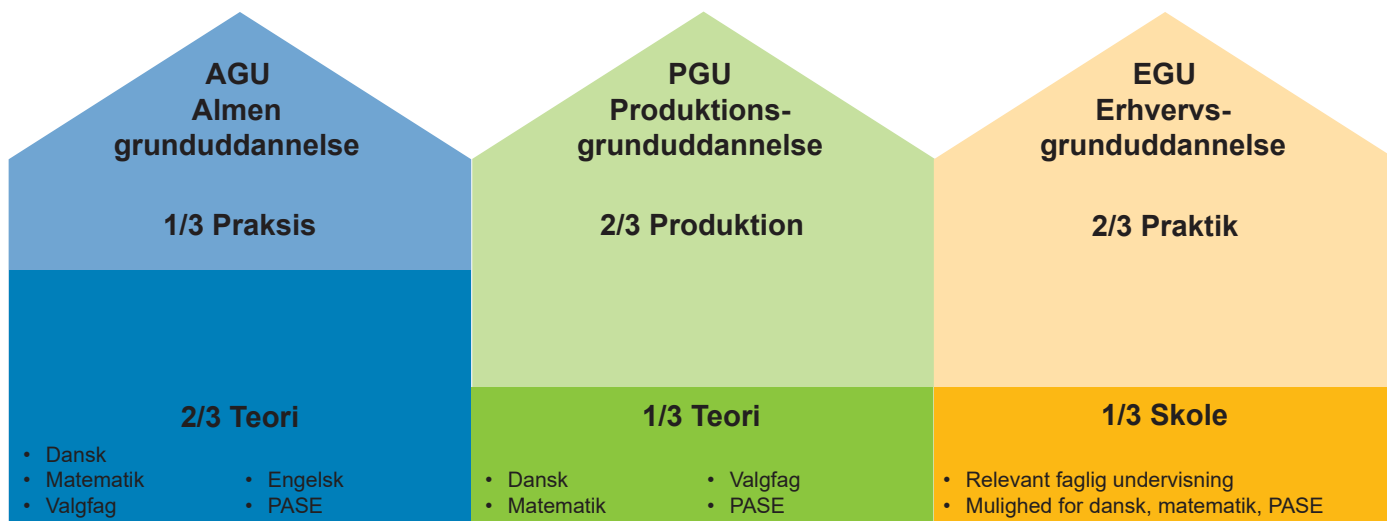 AGU
Almen
grunduddannelse
1/3 Praksis
2/3 Teori
• Dansk
• Matematik
• Valgfag
• Engelsk
• PASE
PGU
Produktions-
grunduddannelse
2/3 Produktion
1/3 Teori
• Dansk
• Matematik
• Valgfag
• PASE
EGU
Erhvervs-
grunduddannelse
2/3 Praktik
1/3 Skole
• Relevant faglig undervisning
• Mulighed for dansk, matematik, PASE